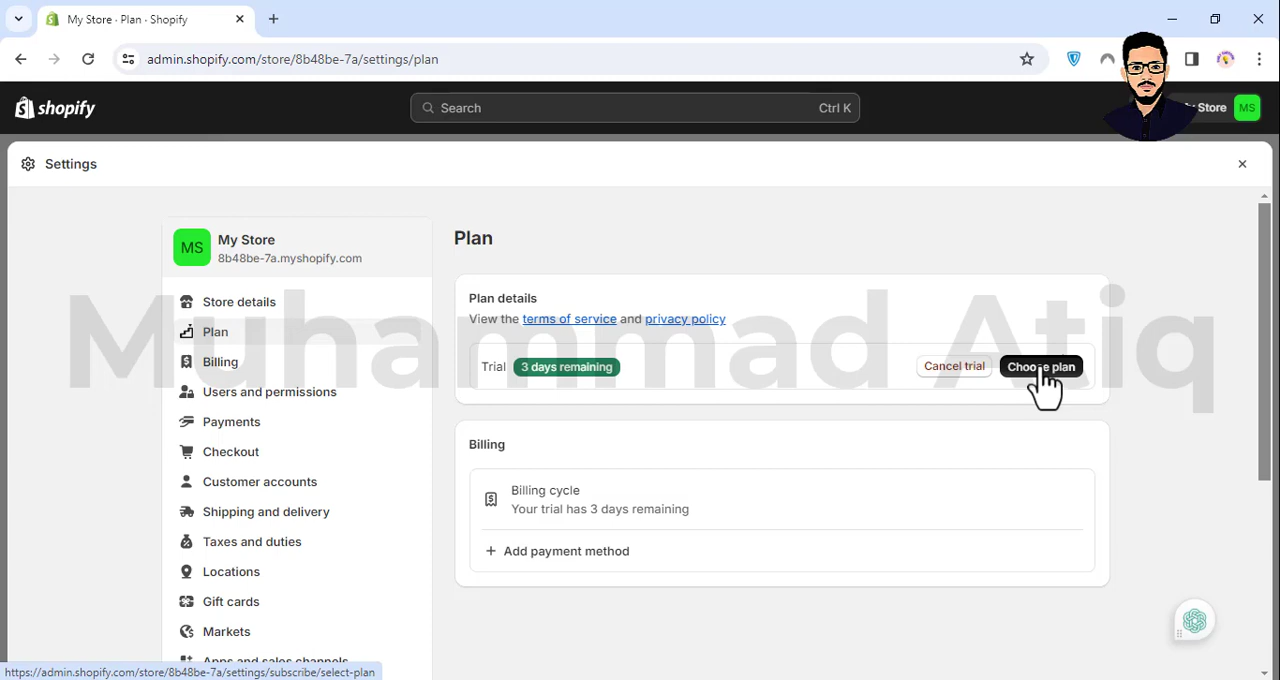 My Store · Plan · Shopify
admin.shopify.com/store/8b48be-7a/settings/plan
shopify
Search
Ctrl K
Store
MS
Settings
MS
My Store
8b48be-7a.myshopify.com
Plan
Store details
Plan
Billing
Users and permissions
Payments
Checkout
Customer accounts
Shipping and delivery
Taxes and duties
Locations
Gift cards
Markets
Apps and sales channels
Plan details
View the terms of service and privacy policy
Trial 3 days remaining
Cancel trial
Choose plan
Billing
Billing cycle
Your trial has 3 days remaining
+ Add payment method
Muhammad Atiq
https://admin.shopify.com/store/8b48be-7a/settings/subscribe/select-plan